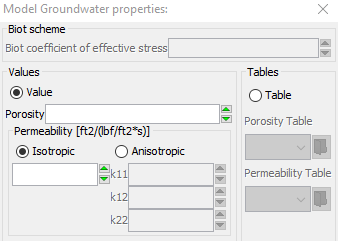 Model Groundwater properties:
Biot scheme
Biot coefficient of effective stress
Values
Value
Porosity
Permeability [ft2/(lbf/ft2*s)]
Isotropic
Anisotropic
k11
k12
k22
Tables
Table
Porosity Table
Permeability Table